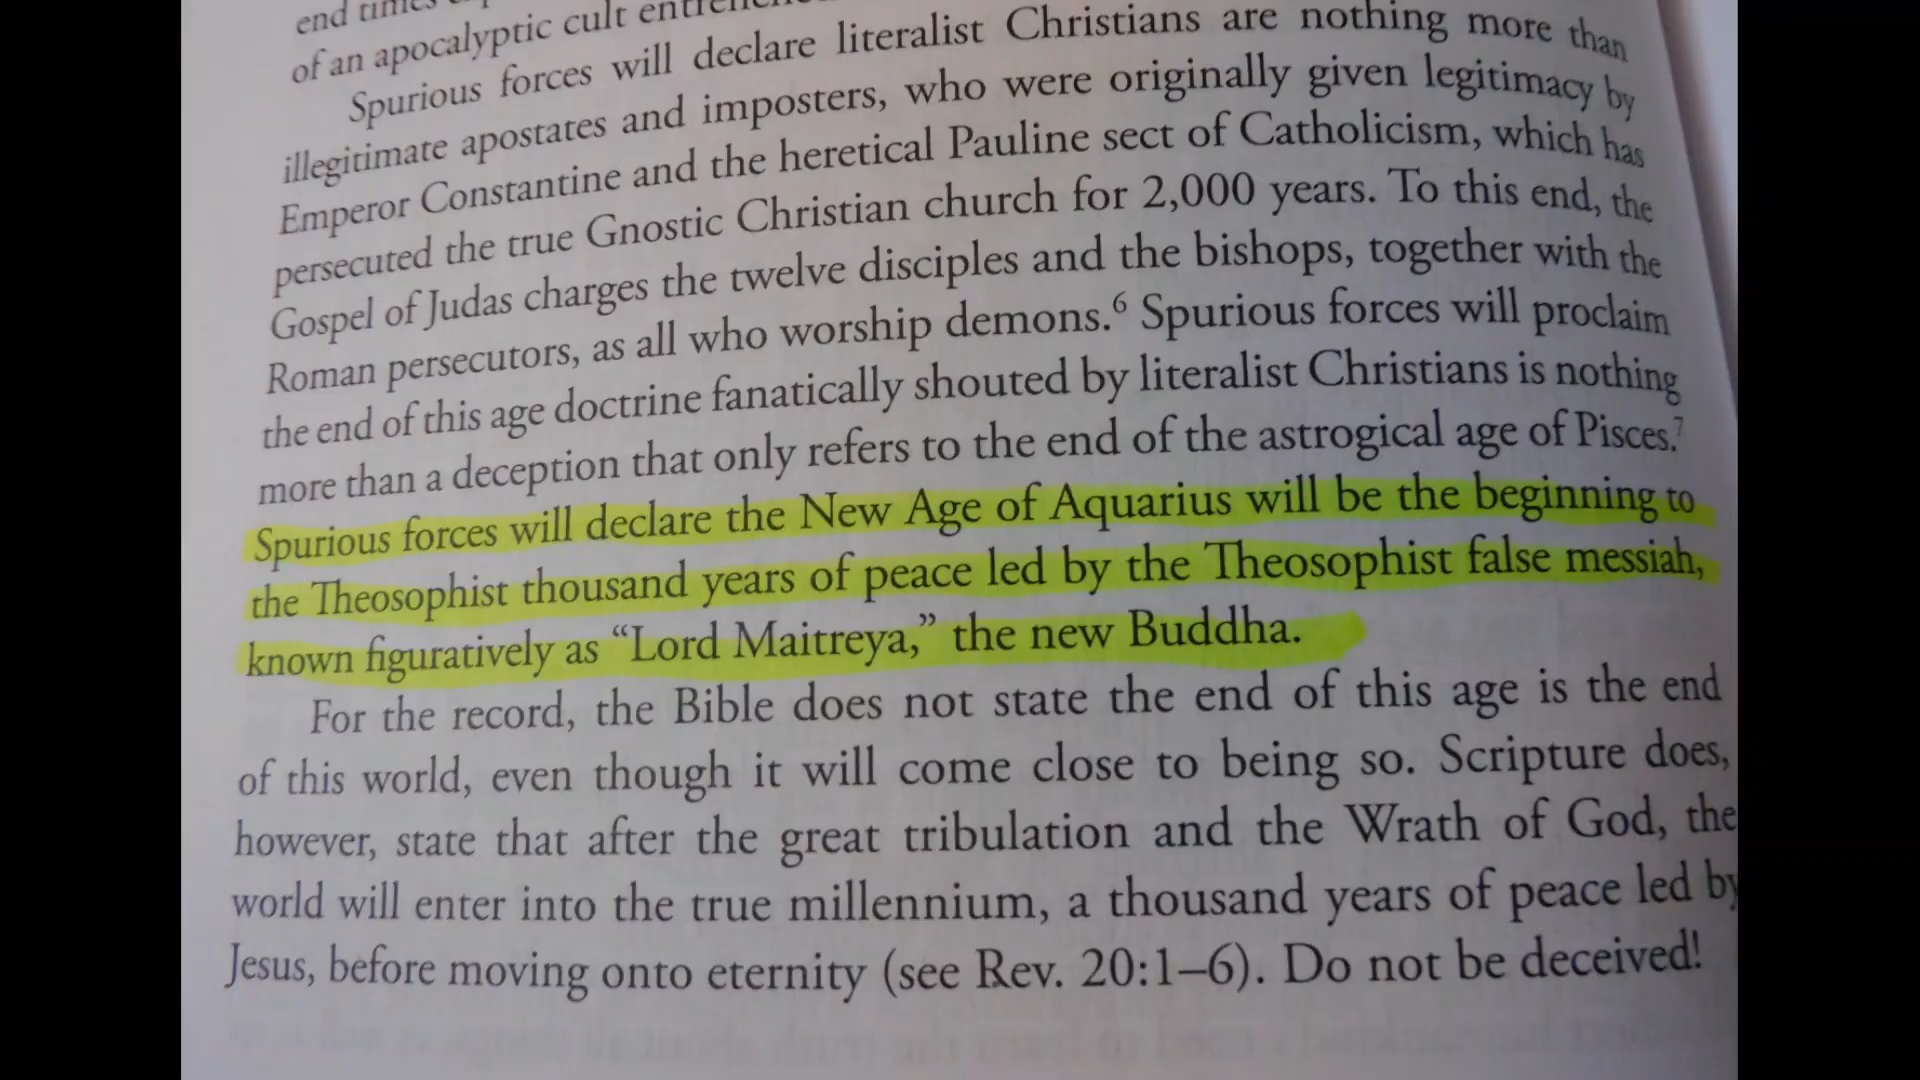 end times
of an apocalyptic cult
Spurious forces will declare literalist Christians are nothing more than
illegitimate apostates and imposters, who were originally given legitimacy by
Emperor Constantine and the heretical Pauline sect of Catholicism, which has
persecuted the true Gnostic Christian church for 2,000 years. To this end, the
Gospel of Judas charges the twelve disciples and the bishops, together with the
Roman persecutors, as all who worship demons.⁶ Spurious forces will proclaim
the end of this age doctrine fanatically shouted by literalist Christians is nothing
more than a deception that only refers to the end of the astrogical age of Pisces.⁷
Spurious forces will declare the New Age of Aquarius will be the beginning to
the Theosophist thousand years of peace led by the Theosophist false messiah,
known figuratively as “Lord Maitreya,” the new Buddha.
For the record, the Bible does not state the end of this age is the end
of this world, even though it will come close to being so. Scripture does,
however, state that after the great tribulation and the Wrath of God, the
world will enter into the true millennium, a thousand years of peace led by
Jesus, before moving onto eternity (see Rev. 20:1–6). Do not be deceived!